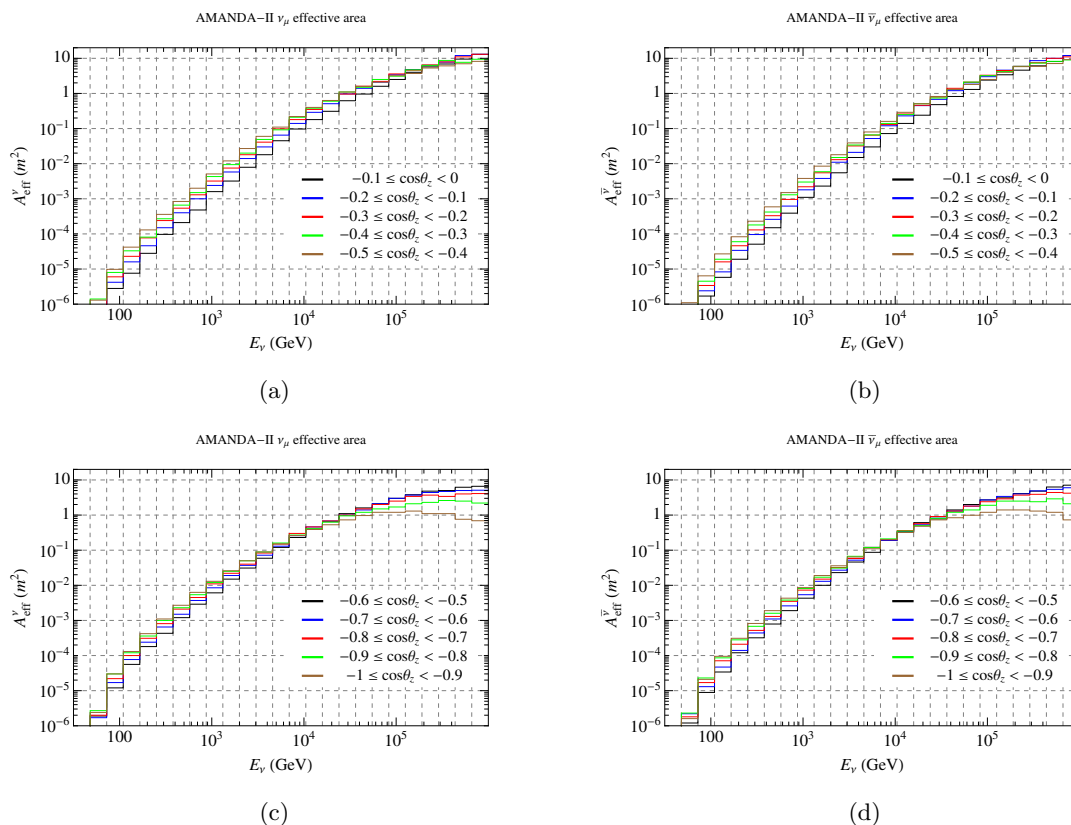 AMANDA−II νμ effective area
10
1
10⁻¹
10⁻²
10⁻³
10⁻⁴
10⁻⁵
10⁻⁶
A^ν_eff (m²)
−0.1 ≤ cosθz < 0
−0.2 ≤ cosθz < −0.1
−0.3 ≤ cosθz < −0.2
−0.4 ≤ cosθz < −0.3
−0.5 ≤ cosθz < −0.4
100 10³ 10⁴ 10⁵
Eν (GeV)
(a)
AMANDA−II ν̅μ effective area
10
1
10⁻¹
10⁻²
10⁻³
10⁻⁴
10⁻⁵
10⁻⁶
A^ν̅_eff (m²)
−0.1 ≤ cosθz < 0
−0.2 ≤ cosθz < −0.1
−0.3 ≤ cosθz < −0.2
−0.4 ≤ cosθz < −0.3
−0.5 ≤ cosθz < −0.4
100 10³ 10⁴ 10⁵
Eν (GeV)
(b)
AMANDA−II νμ effective area
10
1
10⁻¹
10⁻²
10⁻³
10⁻⁴
10⁻⁵
10⁻⁶
A^ν_eff (m²)
−0.6 ≤ cosθz < −0.5
−0.7 ≤ cosθz < −0.6
−0.8 ≤ cosθz < −0.7
−0.9 ≤ cosθz < −0.8
−1 ≤ cosθz < −0.9
100 10³ 10⁴ 10⁵
Eν (GeV)
(c)
AMANDA−II ν̅μ effective area
10
1
10⁻¹
10⁻²
10⁻³
10⁻⁴
10⁻⁵
10⁻⁶
A^ν̅_eff (m²)
−0.6 ≤ cosθz < −0.5
−0.7 ≤ cosθz < −0.6
−0.8 ≤ cosθz < −0.7
−0.9 ≤ cosθz < −0.8
−1 ≤ cosθz < −0.9
100 10³ 10⁴ 10⁵
Eν (GeV)
(d)